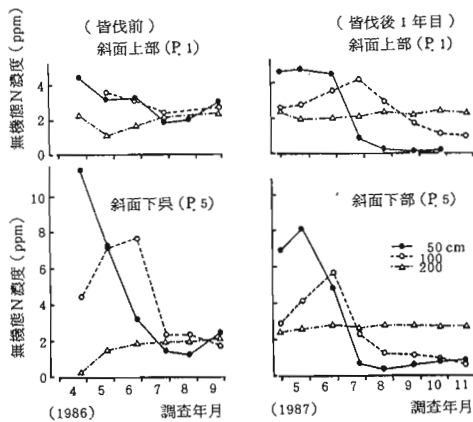 (皆伐前)
斜面上部(P.1)
無機態N濃度(ppm)
4
2
0
(皆伐後1年目)
斜面上部(P.1)
斜面下呉(P.5)
無機態N濃度(ppm)
10
8
6
4
2
0
4 5 6 7 8 9
(1986) 調査年月
斜面下部(P.5)
50 cm
100
200
5 6 7 8 9 10 11
(1987) 調査年月